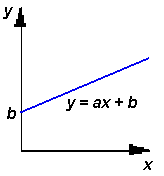 y
b
y = ax + b
x